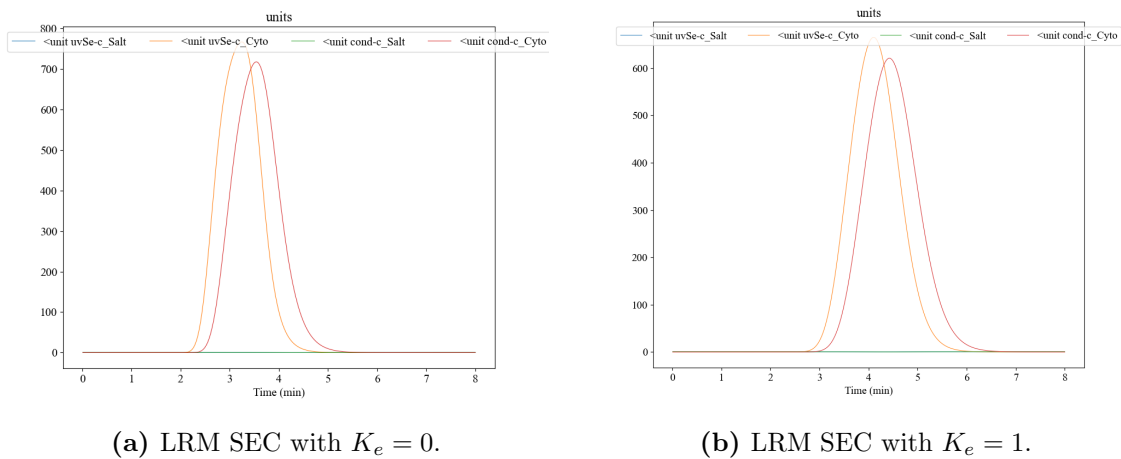 units
<unit uvSe-c_Salt <unit uvSe-c_Cyto <unit cond-c_Salt <unit cond-c_Cyto
800
700
600
500
400
300
200
100
0
0 1 2 3 4 5 6 7 8
Time (min)
(a) LRM SEC with K_e = 0.
units
<unit uvSe-c_Salt <unit uvSe-c_Cyto <unit cond-c_Salt <unit cond-c_Cyto
600
500
400
300
200
100
0
0 1 2 3 4 5 6 7 8
Time (min)
(b) LRM SEC with K_e = 1.